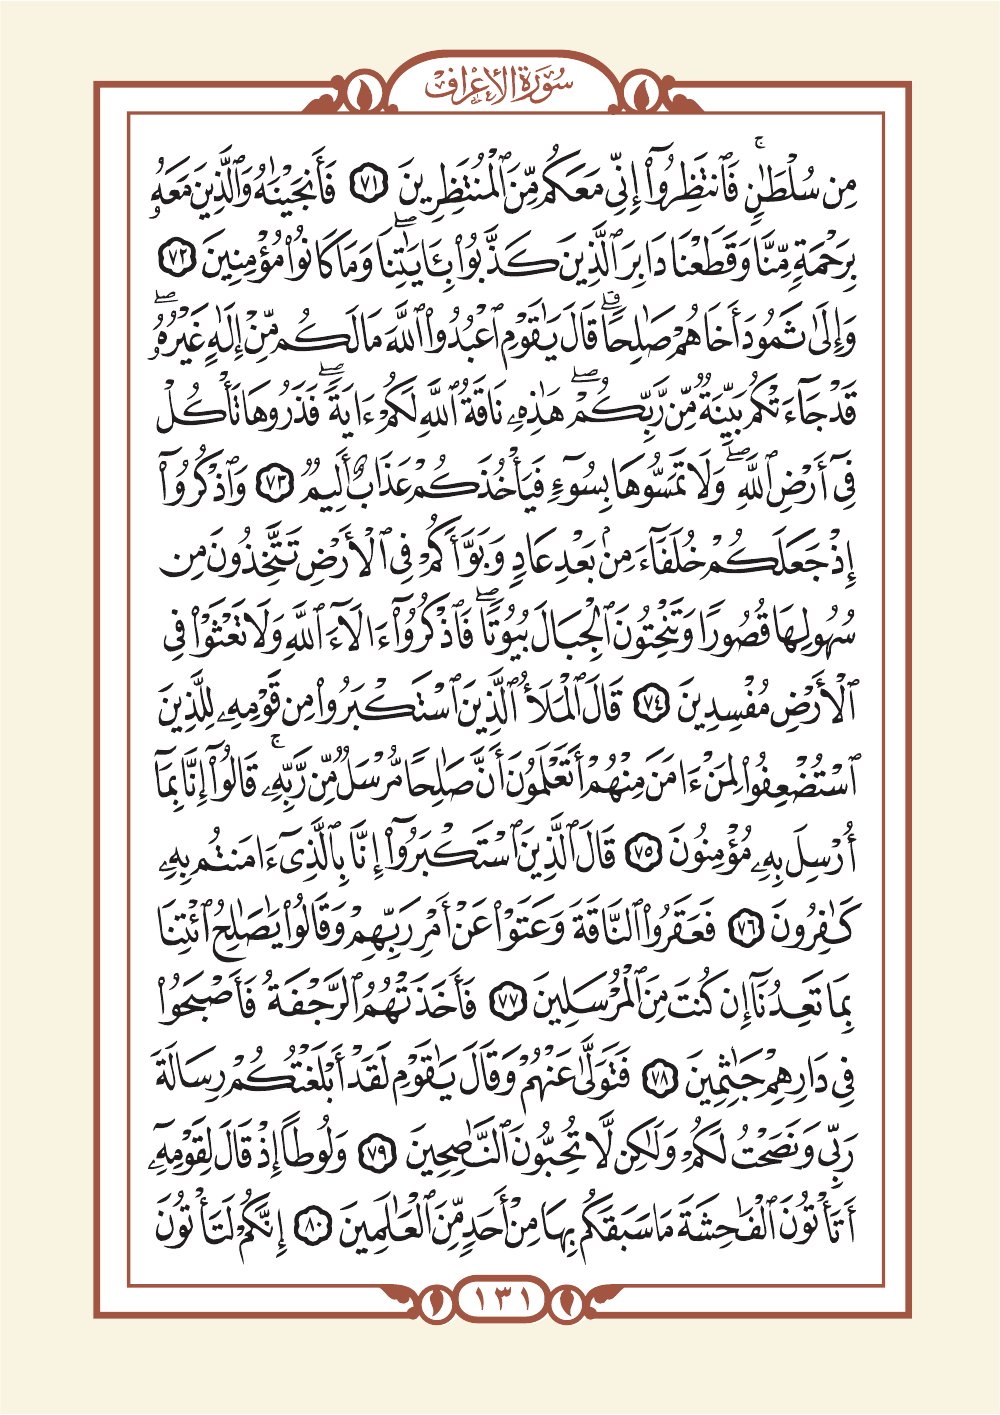 سُورَةُ الأَعْرَافِ
مِن سُلْطَٰنٍۚ فَٱنتَظِرُوٓا۟ إِنِّى مَعَكُم مِّنَ ٱلْمُنتَظِرِينَ ٧١ فَأَنجَيْنَٰهُ وَٱلَّذِينَ مَعَهُۥ
بِرَحْمَةٍ مِّنَّا وَقَطَعْنَا دَابِرَ ٱلَّذِينَ كَذَّبُوا۟ بِـَٔايَٰتِنَاۖ وَمَا كَانُوا۟ مُؤْمِنِينَ ٧٢
وَإِلَىٰ ثَمُودَ أَخَاهُمْ صَٰلِحًاۗ قَالَ يَٰقَوْمِ ٱعْبُدُوا۟ ٱللَّهَ مَا لَكُم مِّنْ إِلَٰهٍ غَيْرُهُۥۖ
قَدْ جَآءَتْكُم بَيِّنَةٌ مِّن رَّبِّكُمْۖ هَٰذِهِۦ نَاقَةُ ٱللَّهِ لَكُمْ ءَايَةًۖ فَذَرُوهَا تَأْكُلْ
فِىٓ أَرْضِ ٱللَّهِۖ وَلَا تَمَسُّوهَا بِسُوٓءٍ فَيَأْخُذَكُمْ عَذَابٌ أَلِيمٌ ٧٣ وَٱذْكُرُوٓا۟
إِذْ جَعَلَكُمْ خُلَفَآءَ مِنۢ بَعْدِ عَادٍ وَبَوَّأَكُمْ فِى ٱلْأَرْضِ تَتَّخِذُونَ مِن
سُهُولِهَا قُصُورًا وَتَنْحِتُونَ ٱلْجِبَالَ بُيُوتًاۖ فَٱذْكُرُوٓا۟ ءَالَآءَ ٱللَّهِ وَلَا تَعْثَوْا۟ فِى
ٱلْأَرْضِ مُفْسِدِينَ ٧٤ قَالَ ٱلْمَلَأُ ٱلَّذِينَ ٱسْتَكْبَرُوا۟ مِن قَوْمِهِۦ لِلَّذِينَ
ٱسْتُضْعِفُوا۟ لِمَنْ ءَامَنَ مِنْهُمْ أَتَعْلَمُونَ أَنَّ صَٰلِحًا مُّرْسَلٌ مِّن رَّبِّهِۦۚ قَالُوٓا۟ إِنَّا بِمَآ
أُرْسِلَ بِهِۦ مُؤْمِنُونَ ٧٥ قَالَ ٱلَّذِينَ ٱسْتَكْبَرُوٓا۟ إِنَّا بِٱلَّذِىٓ ءَامَنتُم بِهِۦ
كَٰفِرُونَ ٧٦ فَعَقَرُوا۟ ٱلنَّاقَةَ وَعَتَوْا۟ عَنْ أَمْرِ رَبِّهِمْ وَقَالُوا۟ يَٰصَٰلِحُ ٱئْتِنَا
بِمَا تَعِدُنَآ إِن كُنتَ مِنَ ٱلْمُرْسَلِينَ ٧٧ فَأَخَذَتْهُمُ ٱلرَّجْفَةُ فَأَصْبَحُوا۟
فِى دَارِهِمْ جَٰثِمِينَ ٧٨ فَتَوَلَّىٰ عَنْهُمْ وَقَالَ يَٰقَوْمِ لَقَدْ أَبْلَغْتُكُمْ رِسَالَةَ
رَبِّى وَنَصَحْتُ لَكُمْ وَلَٰكِن لَّا تُحِبُّونَ ٱلنَّٰصِحِينَ ٧٩ وَلُوطًا إِذْ قَالَ لِقَوْمِهِۦٓ
أَتَأْتُونَ ٱلْفَٰحِشَةَ مَا سَبَقَكُم بِهَا مِنْ أَحَدٍ مِّنَ ٱلْعَٰلَمِينَ ٨٠ إِنَّكُمْ لَتَأْتُونَ
١٣١